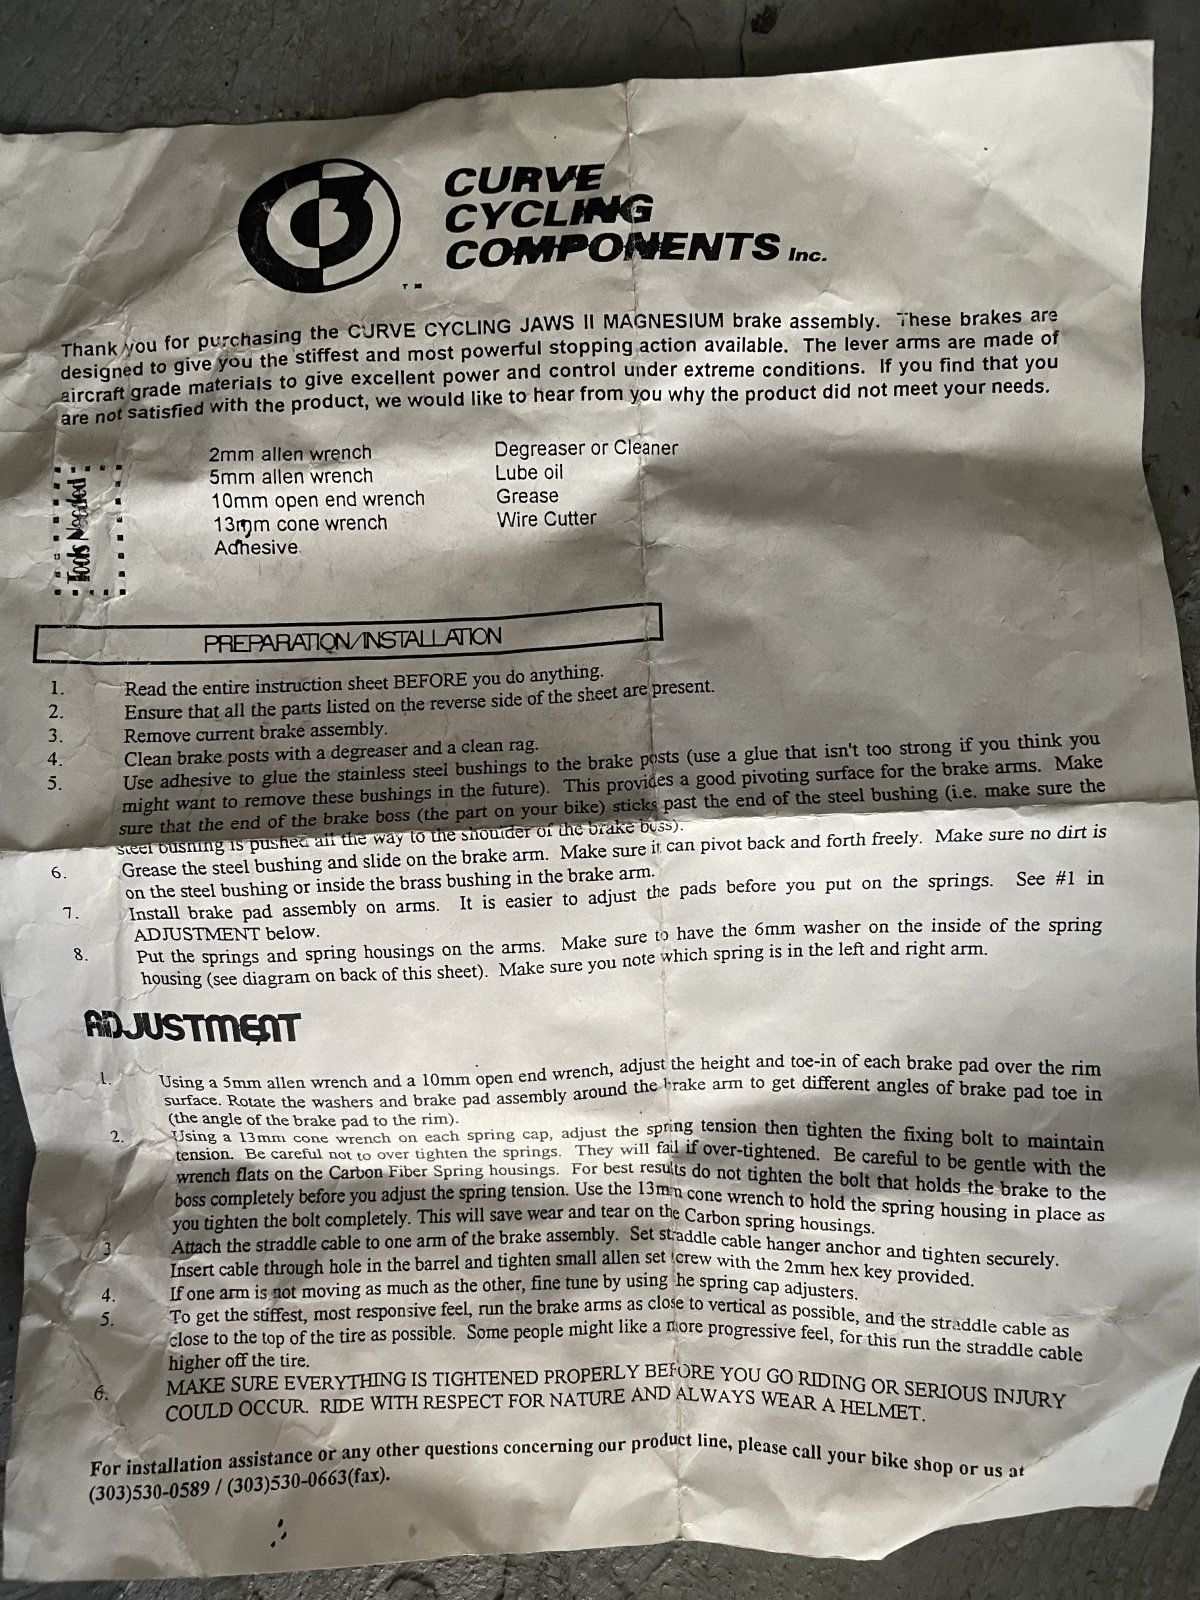 CURVE
CYCLING
COMPONENTS Inc.
TM
Thank you for purchasing the CURVE CYCLING JAWS II MAGNESIUM brake assembly. These brakes are
designed to give you the stiffest and most powerful stopping action available. The lever arms are made of
aircraft grade materials to give excellent power and control under extreme conditions. If you find that you
are not satisfied with the product, we would like to hear from you why the product did not meet your needs.
Tools Needed
2mm allen wrench
5mm allen wrench
10mm open end wrench
13mm cone wrench
Adhesive
Degreaser or Cleaner
Lube oil
Grease
Wire Cutter
PREPARATION/INSTALLATION
1. Read the entire instruction sheet BEFORE you do anything.
2. Ensure that all the parts listed on the reverse side of the sheet are present.
3. Remove current brake assembly.
4. Clean brake posts with a degreaser and a clean rag.
5. Use adhesive to glue the stainless steel bushings to the brake posts (use a glue that isn't too strong if you think you
might want to remove these bushings in the future). This provides a good pivoting surface for the brake arms. Make
sure that the end of the brake boss (the part on your bike) sticks past the end of the steel bushing (i.e. make sure the
steel bushing is pushed all the way to the shoulder of the brake boss).
6. Grease the steel bushing and slide on the brake arm. Make sure it can pivot back and forth freely. Make sure no dirt is
on the steel bushing or inside the brass bushing in the brake arm.
7. Install brake pad assembly on arms. It is easier to adjust the pads before you put on the springs. See #1 in
ADJUSTMENT below.
8. Put the springs and spring housings on the arms. Make sure to have the 6mm washer on the inside of the spring
housing (see diagram on back of this sheet). Make sure you note which spring is in the left and right arm.
ADJUSTMENT
1. Using a 5mm allen wrench and a 10mm open end wrench, adjust the height and toe-in of each brake pad over the rim
surface. Rotate the washers and brake pad assembly around the brake arm to get different angles of brake pad toe in
(the angle of the brake pad to the rim).
2. Using a 13mm cone wrench on each spring cap, adjust the spring tension then tighten the fixing bolt to maintain
tension. Be careful not to over tighten the springs. They will fail if over-tightened. Be careful to be gentle with the
wrench flats on the Carbon Fiber Spring housings. For best results do not tighten the bolt that holds the brake to the
boss completely before you adjust the spring tension. Use the 13mm cone wrench to hold the spring housing in place as
you tighten the bolt completely. This will save wear and tear on the Carbon spring housings.
3 Attach the straddle cable to one arm of the brake assembly. Set straddle cable hanger anchor and tighten securely.
Insert cable through hole in the barrel and tighten small allen set screw with the 2mm hex key provided.
4. If one arm is not moving as much as the other, fine tune by using the spring cap adjusters.
5. To get the stiffest, most responsive feel, run the brake arms as close to vertical as possible, and the straddle cable as
close to the top of the tire as possible. Some people might like a more progressive feel, for this run the straddle cable
higher off the tire.
6. MAKE SURE EVERYTHING IS TIGHTENED PROPERLY BEFORE YOU GO RIDING OR SERIOUS INJURY
COULD OCCUR. RIDE WITH RESPECT FOR NATURE AND ALWAYS WEAR A HELMET.
For installation assistance or any other questions concerning our product line, please call your bike shop or us at
(303)530-0589 / (303)530-0663(fax).